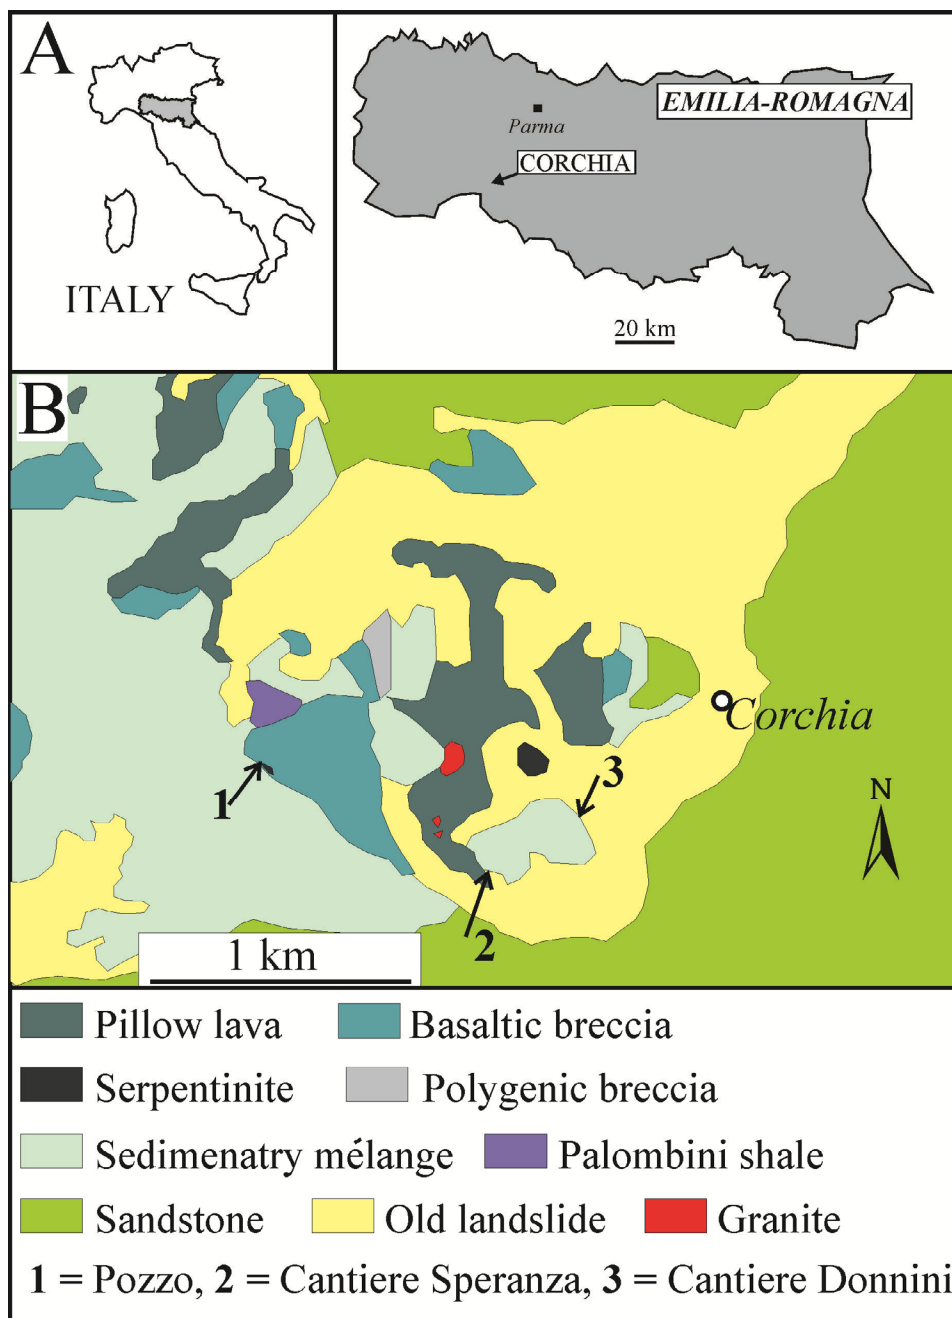 A
ITALY
EMILIA-ROMAGNA
Parma
CORCHIA
20 km
B
Corchia
1
3
N
2
1 km
Pillow lava
Basaltic breccia
Serpentinite
Polygenic breccia
Sedimenatry mélange
Palombini shale
Sandstone
Old landslide
Granite
1 = Pozzo, 2 = Cantiere Speranza, 3 = Cantiere Donnini